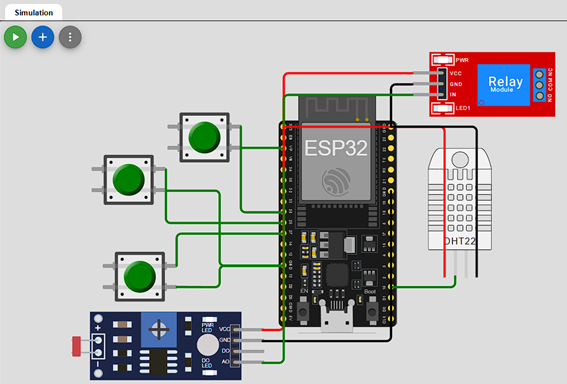 Simulation
PWR
VCC
GND
IN
LED1
Relay
Module
NO COM NC
ESP32
DHT22
EN
Boot
PWR
LED
DO
LED
VCC
GND
DO
AO
+
-